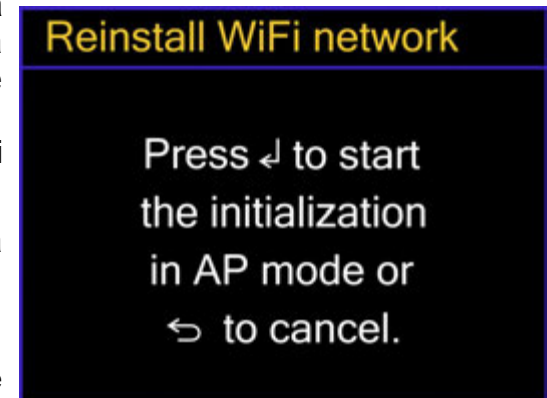 Reinstall WiFi network
Press ↲ to start
the initialization
in AP mode or
↩ to cancel.